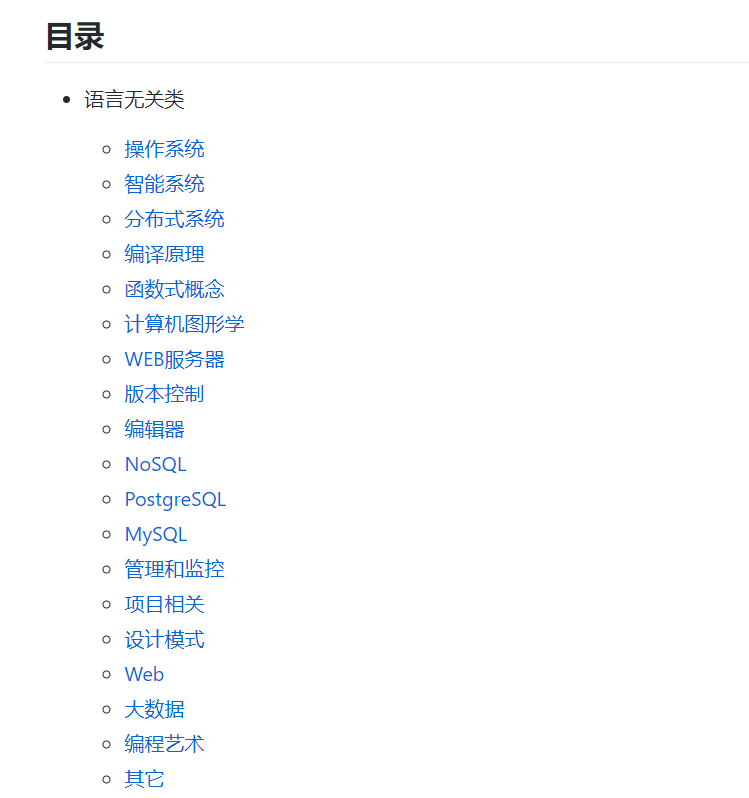 目录
语言无关类
操作系统
智能系统
分布式系统
编译原理
函数式概念
计算机图形学
WEB服务器
版本控制
编辑器
NoSQL
PostgreSQL
MySQL
管理和监控
项目相关
设计模式
Web
大数据
编程艺术
其它